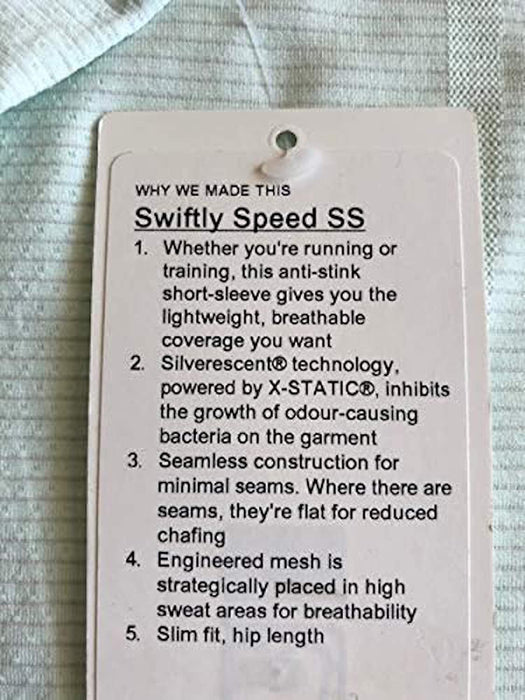 WHY WE MADE THIS
Swiftly Speed SS
1. Whether you're running or
training, this anti-stink
short-sleeve gives you the
lightweight, breathable
coverage you want
2. Silverescent® technology,
powered by X-STATIC®, inhibits
the growth of odour-causing
bacteria on the garment
3. Seamless construction for
minimal seams. Where there are
seams, they're flat for reduced
chafing
4. Engineered mesh is
strategically placed in high
sweat areas for breathability
5. Slim fit, hip length